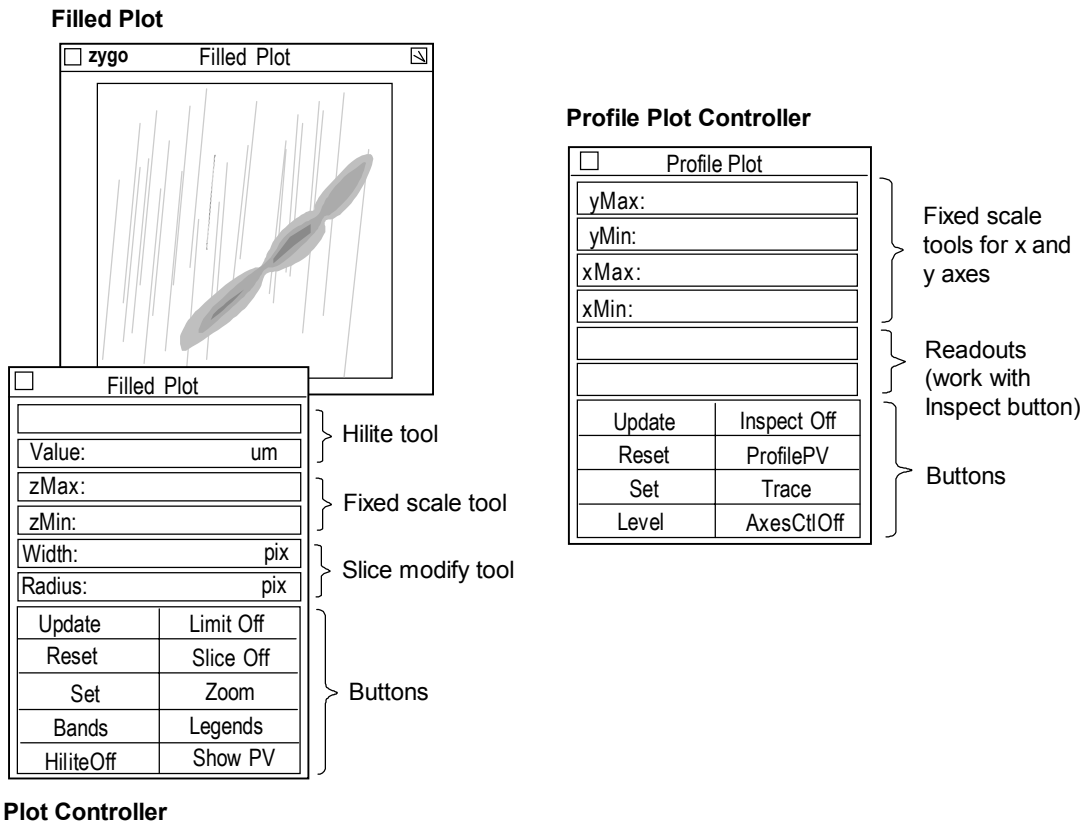 Filled Plot
zygo Filled Plot
Filled Plot
Hilite tool
Value: um
zMax:
Fixed scale tool
zMin:
Width: pix
Slice modify tool
Radius: pix
Update Limit Off
Reset Slice Off
Set Zoom
Buttons
Bands Legends
HiliteOff Show PV
Plot Controller
Profile Plot Controller
Profile Plot
yMax:
yMin:
xMax:
xMin:
Fixed scale
tools for x and
y axes
Readouts
(work with
Inspect button)
Update Inspect Off
Reset ProfilePV
Set Trace
Level AxesCtlOff
Buttons